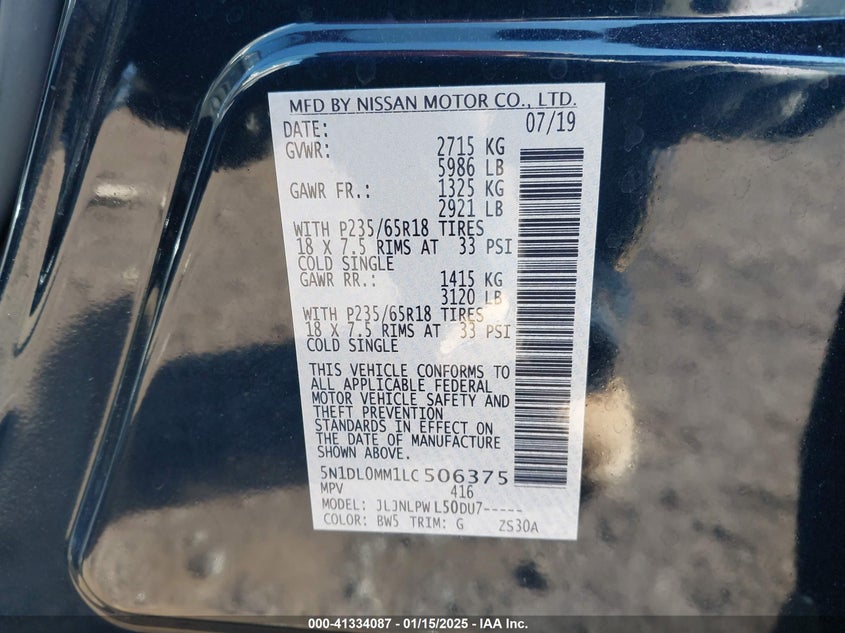 MFD BY NISSAN MOTOR CO., LTD.
DATE: 07/19
GVWR: 2715 KG
5986 LB
GAWR FR.: 1325 KG
2921 LB
WITH P235/65R18 TIRES
18 X 7.5 RIMS AT 33 PSI
COLD SINGLE
GAWR RR.: 1415 KG
3120 LB
WITH P235/65R18 TIRES
18 X 7.5 RIMS AT 33 PSI
COLD SINGLE
THIS VEHICLE CONFORMS TO
ALL APPLICABLE FEDERAL
MOTOR VEHICLE SAFETY AND
THEFT PREVENTION
STANDARDS IN EFFECT ON
THE DATE OF MANUFACTURE
SHOWN ABOVE.
5N1DL0MM1LC506375
MPV 416
MODEL: JLJNLPWL50DU7-----
COLOR: BW5 TRIM: G ZS30A
000-41334087 - 01/15/2025 - IAA Inc.